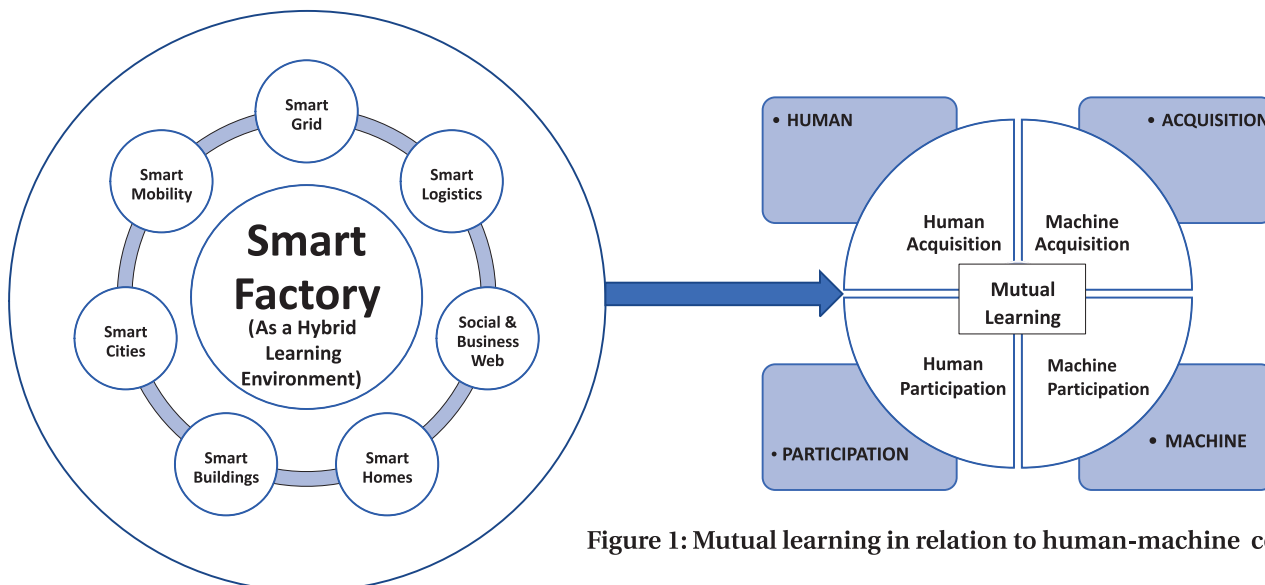 Smart
Grid
Smart
Mobility
Smart
Logistics
Smart
Factory
(As a Hybrid
Learning
Environment)
Smart
Cities
Social &
Business
Web
Smart
Buildings
Smart
Homes
• HUMAN
• ACQUISITION
Human
Acquisition
Machine
Acquisition
Mutual
Learning
Human
Participation
Machine
Participation
• PARTICIPATION
• MACHINE
Figure 1: Mutual learning in relation to human-machine